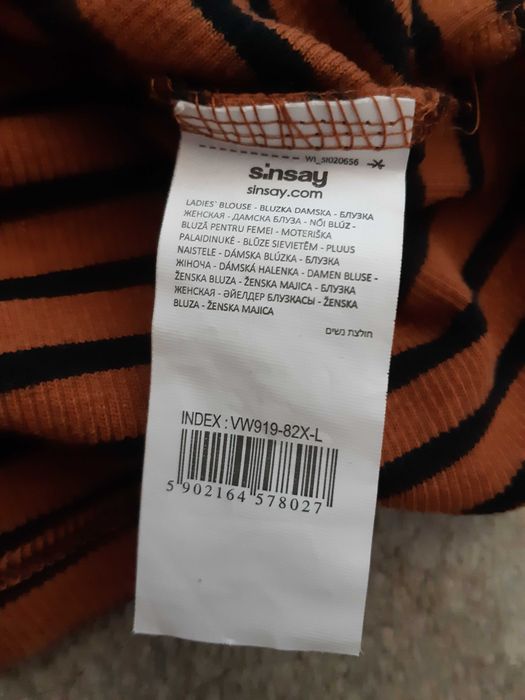 WI_SI020656
sinsay
sinsay.com
LADIES' BLOUSE - BLUZKA DAMSKA - БЛУЗКА
ЖЕНСКАЯ - ДАМСКА БЛУЗА - NŐI BLÚZ -
BLUZĂ PENTRU FEMEI - MOTERIŠKA
PALAIDINUKĖ - BLŪZE SIEVIETĒM - PLUUS
NAISTELE - DÁMSKA BLÚZKA - БЛУЗКА
ЖІНОЧА - DÁMSKÁ HALENKA - DAMEN BLUSE -
ŽENSKA BLUZA - ŽENSKA MAJICA - БЛУЗКА
ЖЕНСКАЯ - ӘЙЕЛДЕР БЛУЗКАСЫ - ŽENSKA
BLUZA - ŽENSKA MAJICA
חולצת נשים
INDEX : VW919-82X-L
5 902164 578027